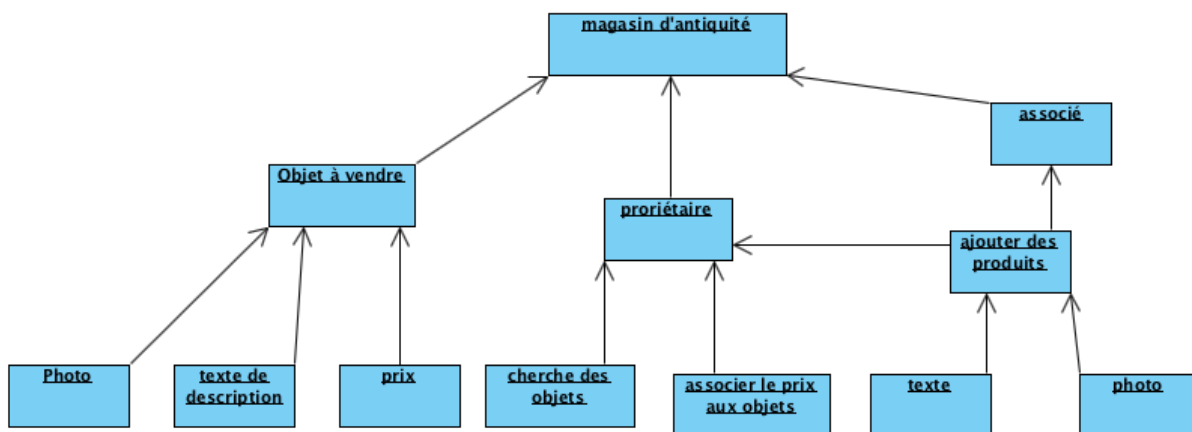 magasin d'antiquité
associé
Objet à vendre
proriétaire
ajouter des
produits
Photo
texte de
description
prix
cherche des
objets
associer le prix
aux objets
texte
photo